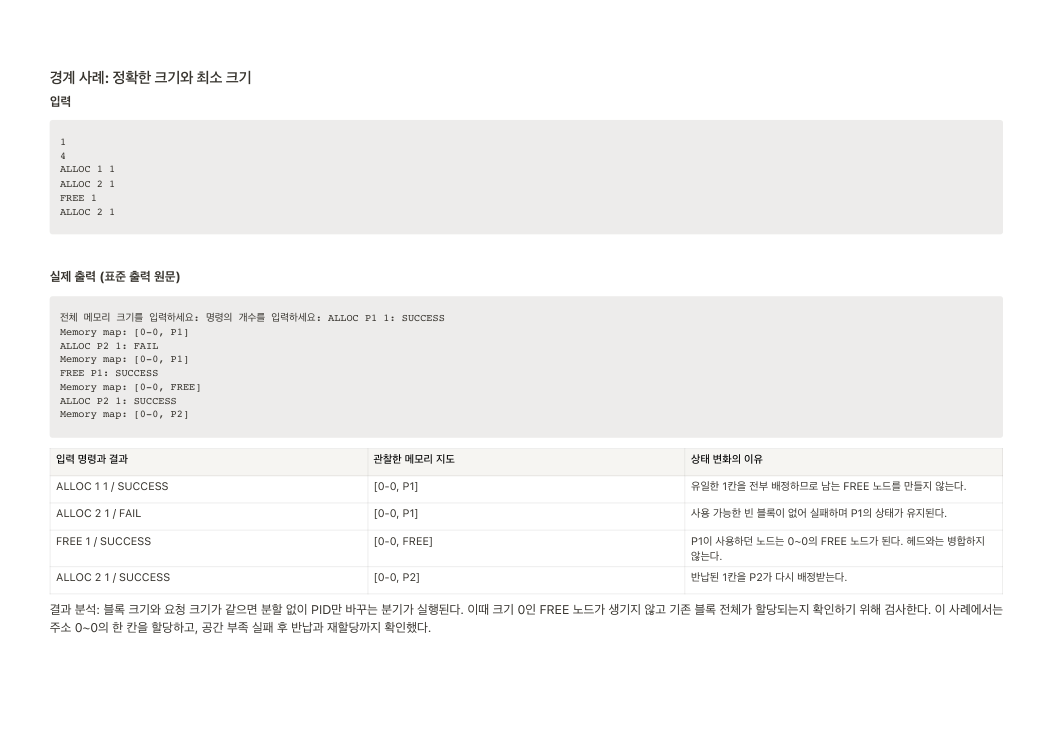 경계 사례: 정확한 크기와 최소 크기
입력
1
4
ALLOC 1 1
ALLOC 2 1
FREE 1
ALLOC 2 1
실제 출력 (표준 출력 원문)
전체 메모리 크기를 입력하세요: 명령의 개수를 입력하세요: ALLOC P1 1: SUCCESS
Memory map: [0-0, P1]
ALLOC P2 1: FAIL
Memory map: [0-0, P1]
FREE P1: SUCCESS
Memory map: [0-0, FREE]
ALLOC P2 1: SUCCESS
Memory map: [0-0, P2]
입력 명령과 결과 관찰한 메모리 지도 상태 변화의 이유
ALLOC 1 1 / SUCCESS [0-0, P1] 유일한 1칸을 전부 배정하므로 남는 FREE 노드를 만들지 않는다.
ALLOC 2 1 / FAIL [0-0, P1] 사용 가능한 빈 블록이 없어 실패하며 P1의 상태가 유지된다.
FREE 1 / SUCCESS [0-0, FREE] P1이 사용하던 노드는 0~0의 FREE 노드가 된다. 헤드와는 병합하지
않는다.
ALLOC 2 1 / SUCCESS [0-0, P2] 반납된 1칸을 P2가 다시 배정받는다.
결과 분석: 블록 크기와 요청 크기가 같으면 분할 없이 PID만 바꾸는 분기가 실행된다. 이때 크기 0인 FREE 노드가 생기지 않고 기존 블록 전체가 할당되는지 확인하기 위해 검사한다. 이 사례에서는
주소 0~0의 한 칸을 할당하고, 공간 부족 실패 후 반납과 재할당까지 확인했다.